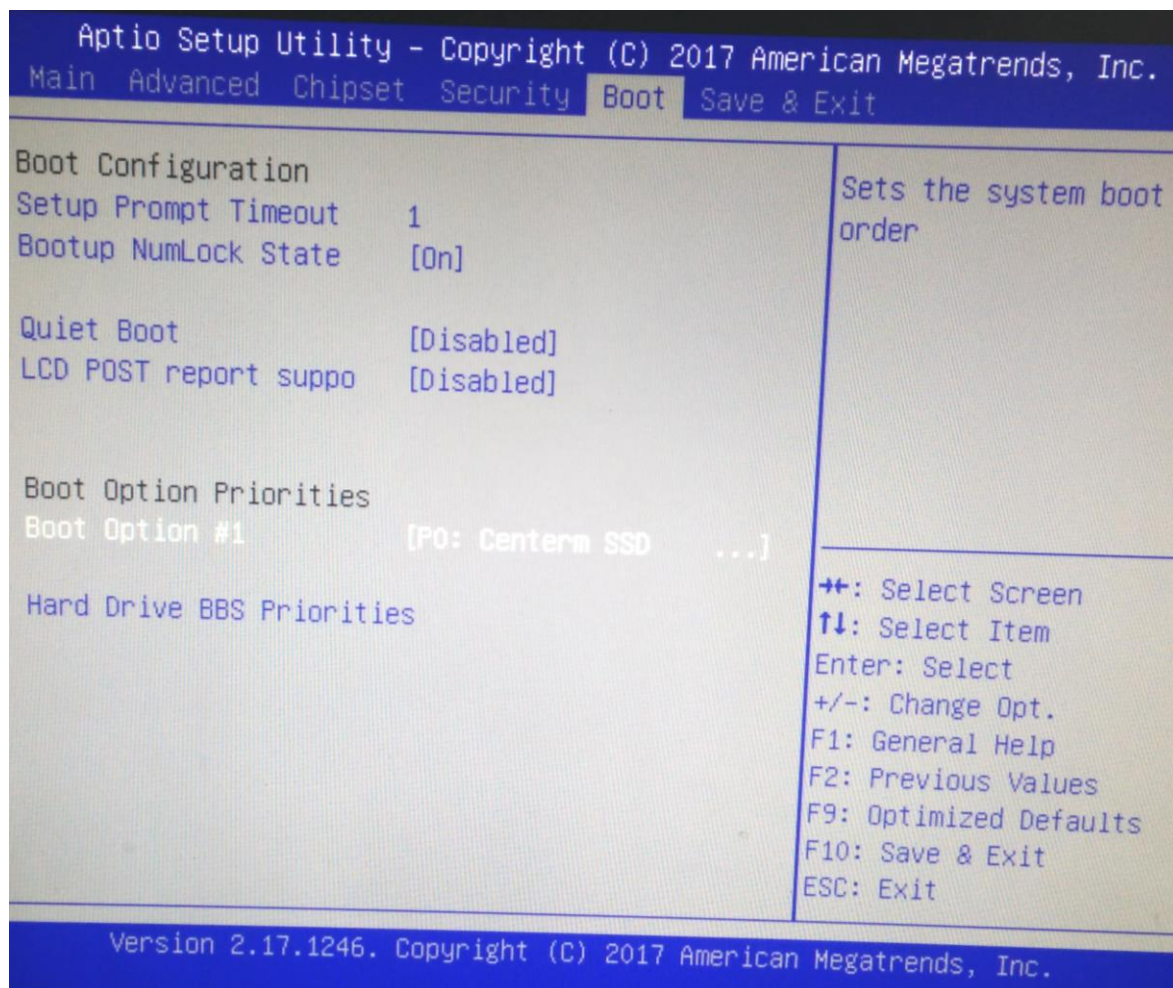 Aptio Setup Utility – Copyright (C) 2017 American Megatrends, Inc.
Main Advanced Chipset Security Boot Save & Exit
Boot Configuration
Setup Prompt Timeout 1
Bootup NumLock State [On]
Quiet Boot [Disabled]
LCD POST report suppo [Disabled]
Boot Option Priorities
Boot Option #1 [P0: Centerm SSD ...]
Hard Drive BBS Priorities
Sets the system boot
order
→←: Select Screen
↑↓: Select Item
Enter: Select
+/-: Change Opt.
F1: General Help
F2: Previous Values
F9: Optimized Defaults
F10: Save & Exit
ESC: Exit
Version 2.17.1246. Copyright (C) 2017 American Megatrends, Inc.